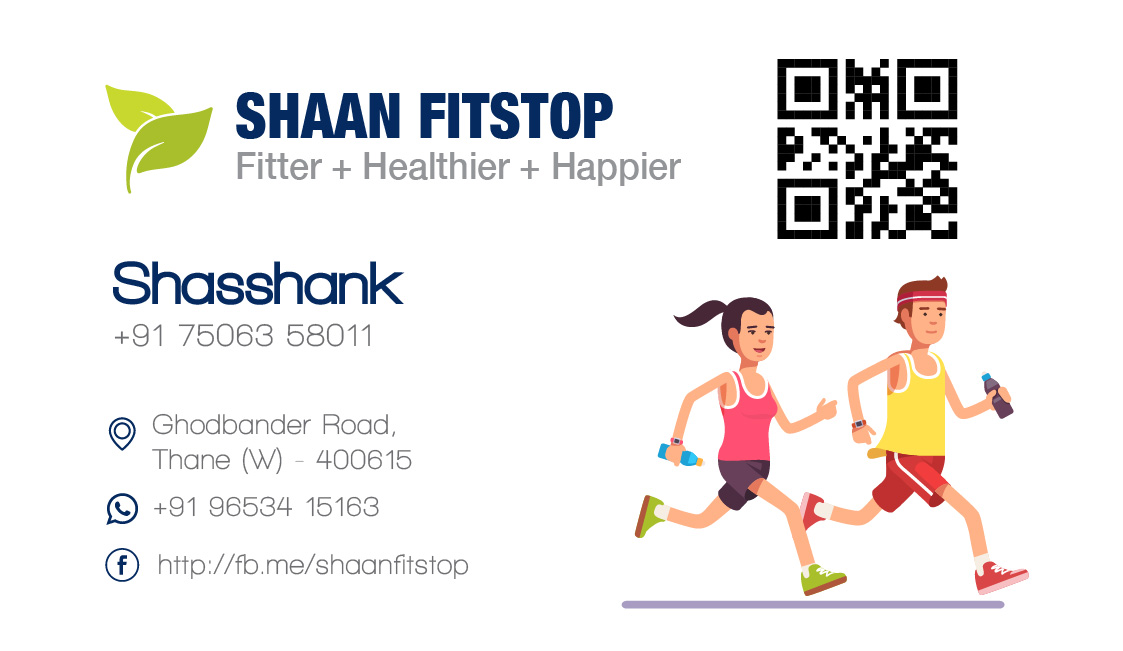 SHAAN FITSTOP
Fitter + Healthier + Happier
Shasshank
+91 75063 58011
Ghodbander Road,
Thane (W) - 400615
+91 96534 15163
http://fb.me/shaanfitstop